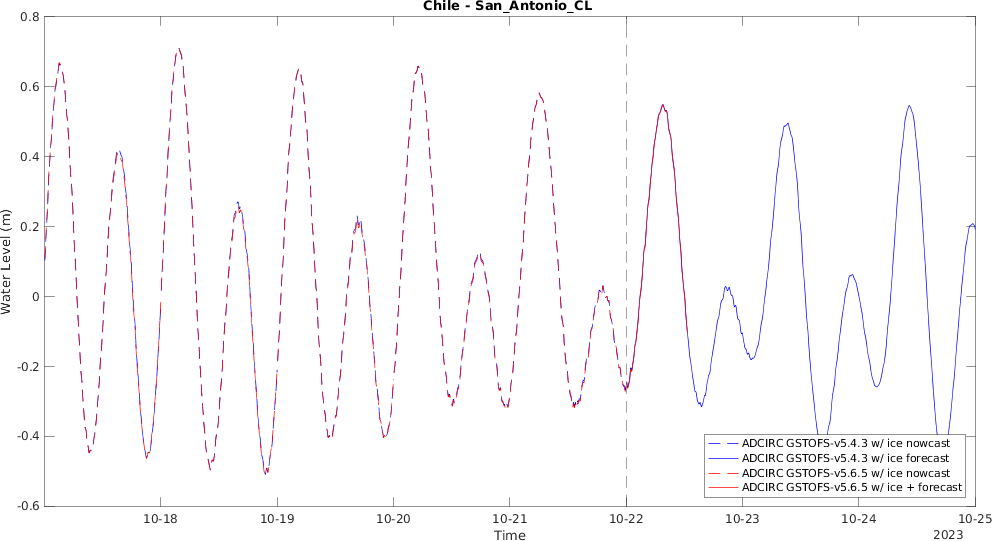 Chile - San_Antonio_CL
0.8
0.6
0.4
0.2
0
-0.2
-0.4
-0.6
Water Level (m)
10-18
10-19
10-20
10-21
10-22
10-23
10-24
10-25
Time
2023
ADCIRC GSTOFS-v5.4.3 w/ ice nowcast
ADCIRC GSTOFS-v5.4.3 w/ ice forecast
ADCIRC GSTOFS-v5.6.5 w/ ice nowcast
ADCIRC GSTOFS-v5.6.5 w/ ice + forecast